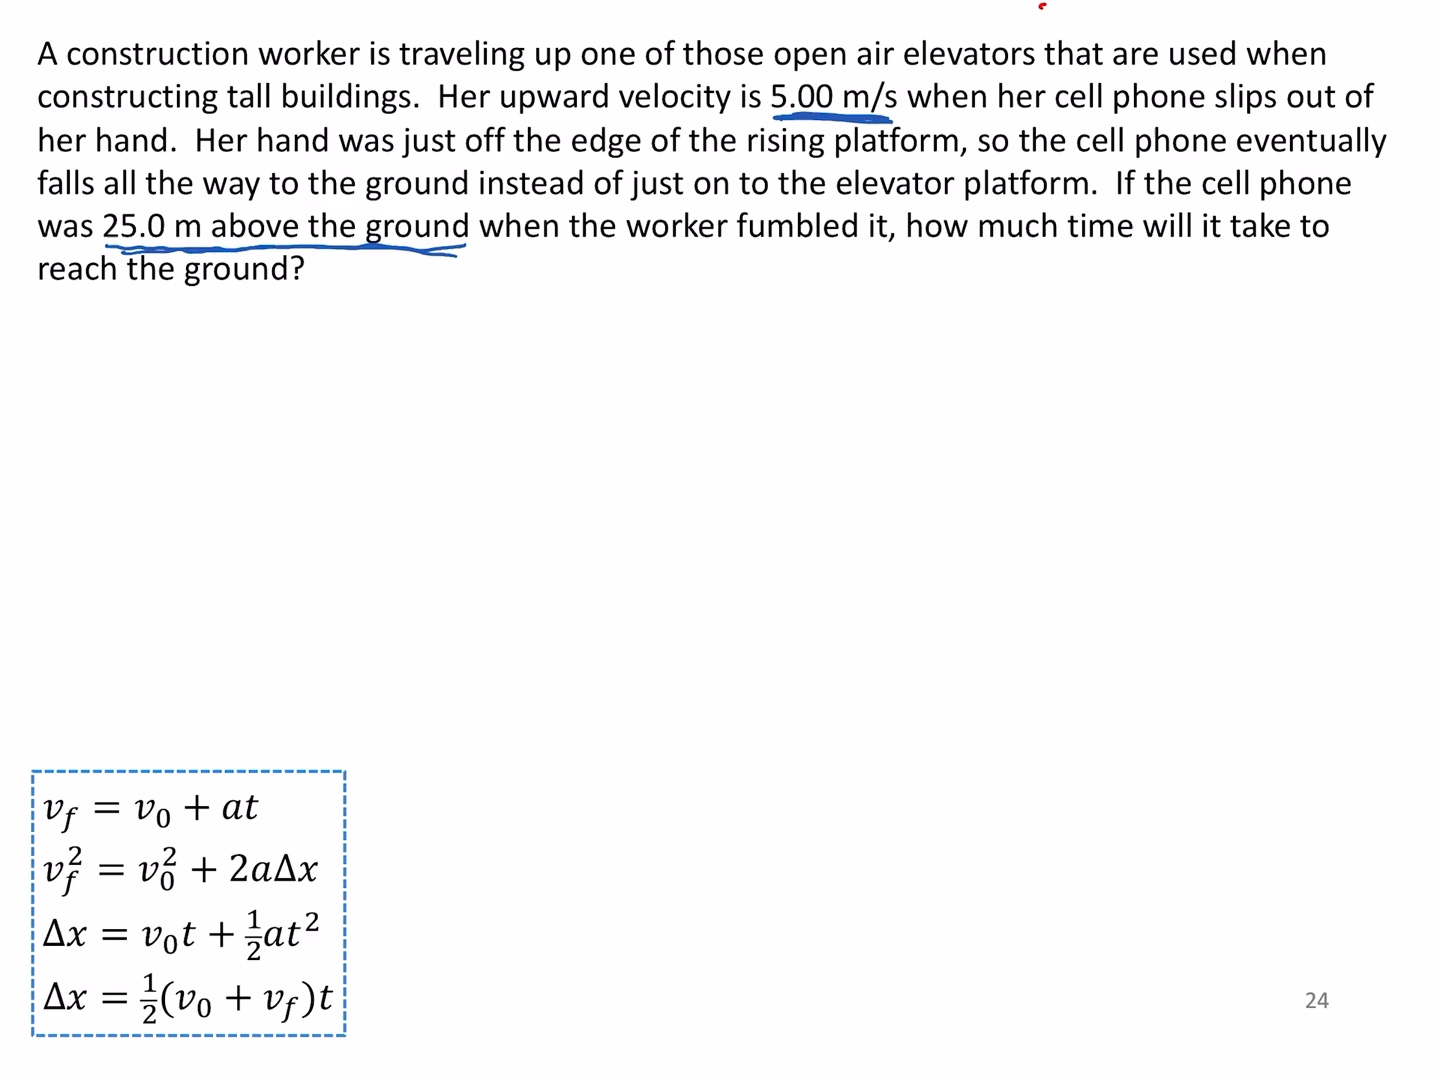 A construction worker is traveling up one of those open air elevators that are used when
constructing tall buildings.  Her upward velocity is 5.00 m/s when her cell phone slips out of
her hand.  Her hand was just off the edge of the rising platform, so the cell phone eventually
falls all the way to the ground instead of just on to the elevator platform.  If the cell phone
was 25.0 m above the ground when the worker fumbled it, how much time will it take to
reach the ground?
v_f = v_0 + at
v_f^2 = v_0^2 + 2aΔx
Δx = v_0t + ½at²
Δx = ½(v_0 + v_f)t
24